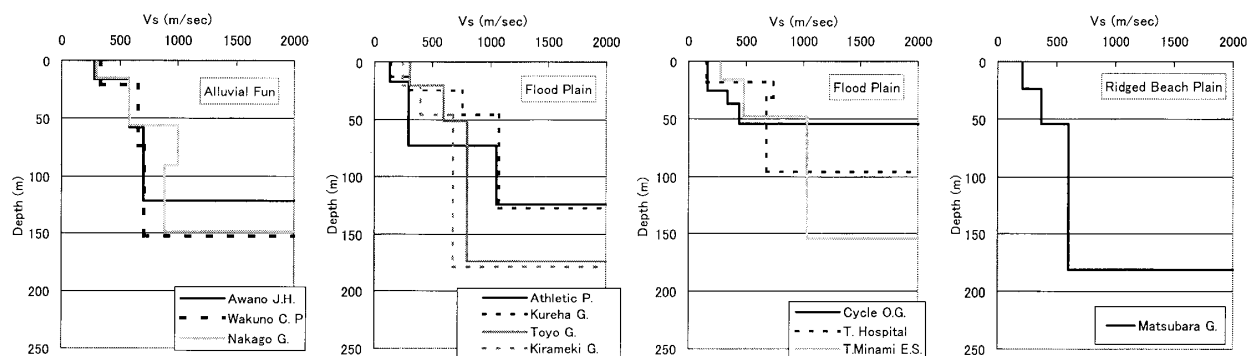 Vs (m/sec)
0 500 1000 1500 2000
0
50
100
150
200
250
Depth (m)
Alluvial Fun
Awano J.H.
Wakuno C. P
Nakago G.
Vs (m/sec)
0 500 1000 1500 2000
0
50
100
150
200
250
Depth (m)
Flood Plain
Athletic P.
Kureha G.
Toyo G.
Kirameki G.
Vs (m/sec)
0 500 1000 1500 2000
0
50
100
150
200
250
Depth (m)
Flood Plain
Cycle O.G.
T. Hospital
T.Minami E.S.
Vs (m/sec)
0 500 1000 1500 2000
0
50
100
150
200
250
Depth (m)
Ridged Beach Plain
Matsubara G.